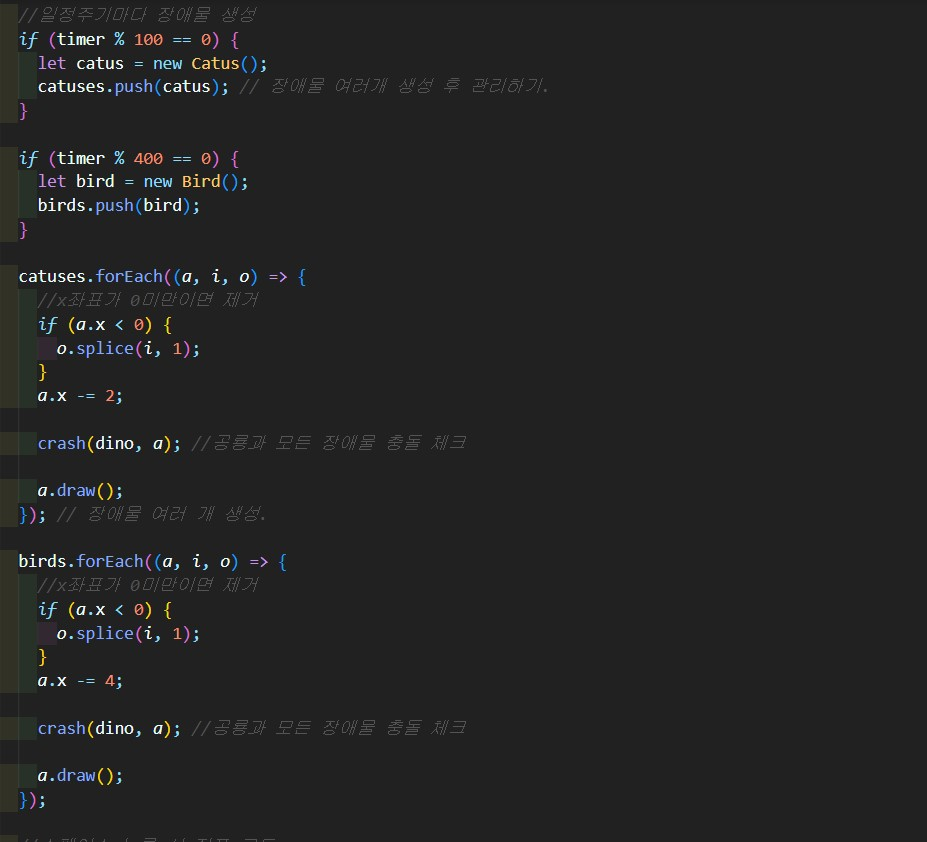 //일정주기마다 장애물 생성
if (timer % 100 == 0) {
let catus = new Catus();
catuses.push(catus); // 장애물 여러개 생성 후 관리하기.
}
if (timer % 400 == 0) {
let bird = new Bird();
birds.push(bird);
}
catuses.forEach((a, i, o) => {
//x좌표가 0미만이면 제거
if (a.x < 0) {
o.splice(i, 1);
}
a.x -= 2;
crash(dino, a); //공룡과 모든 장애물 충돌 체크
a.draw();
}); // 장애물 여러 개 생성.
birds.forEach((a, i, o) => {
//x좌표가 0미만이면 제거
if (a.x < 0) {
o.splice(i, 1);
}
a.x -= 4;
crash(dino, a); //공룡과 모든 장애물 충돌 체크
a.draw();
});